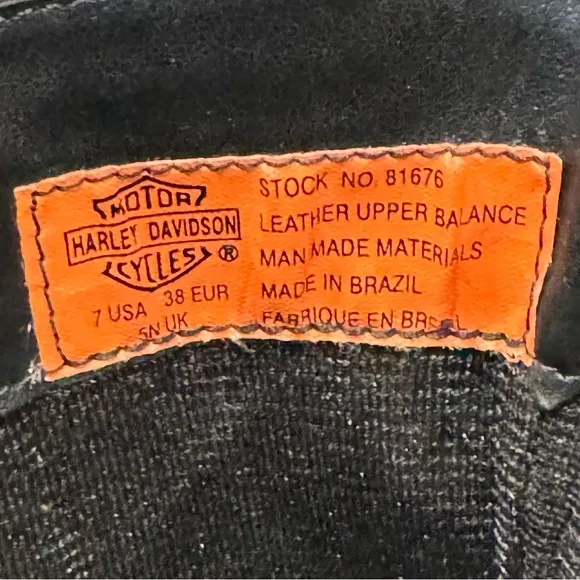 MOTOR
HARLEY DAVIDSON
CYCLES ®
7 USA 38 EUR
5N UK
STOCK NO. 81676
LEATHER UPPER BALANCE
MAN MADE MATERIALS
MADE IN BRAZIL
FABRIQUE EN